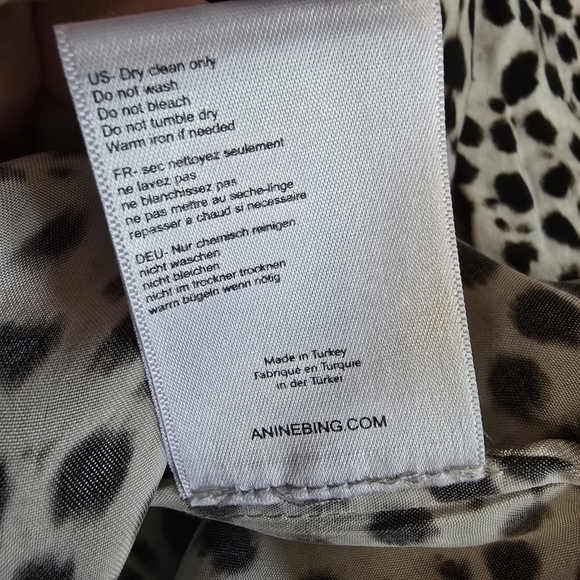 US- Dry clean only
Do not wash
Do not bleach
Do not tumble dry
Warm iron if needed
FR- sec nettoyez seulement
ne lavez pas
ne blanchissez pas
ne pas mettre au seche-linge
repasser a chaud si necessaire
DEU- Nur chemisch reinigen
nicht waschen
nicht bleichen
nicht im trockner trocknen
warm bügeln wenn nötig
Made in Turkey
Fabriqué en Turquie
in der Türkei
ANINEBING.COM